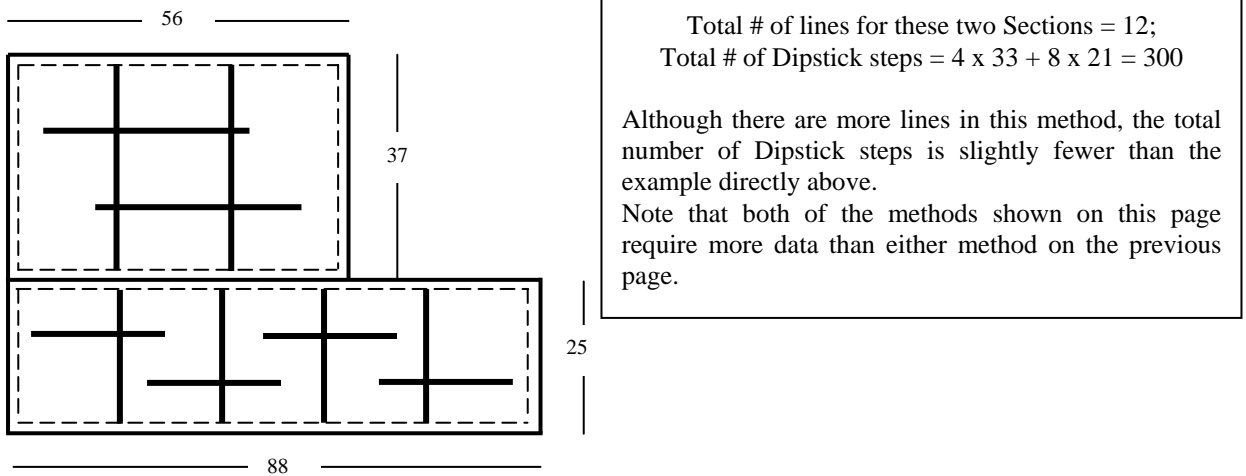 56
37
25
88
Total # of lines for these two Sections = 12;
Total # of Dipstick steps = 4 x 33 + 8 x 21 = 300
Although there are more lines in this method, the total
number of Dipstick steps is slightly fewer than the
example directly above.
Note that both of the methods shown on this page
require more data than either method on the previous
page.